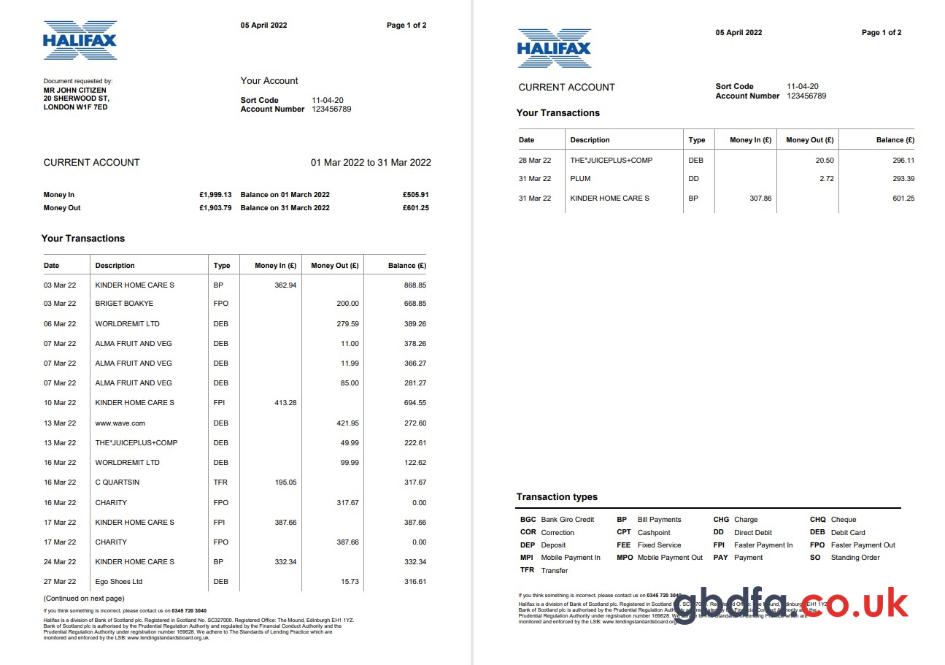 HALIFAX
05 April 2022 Page 1 of 2
Document requested by:
MR JOHN CITIZEN
20 SHERWOOD ST,
LONDON W1F 7ED
Your Account
Sort Code 11-04-20
Account Number 123456789
CURRENT ACCOUNT 01 Mar 2022 to 31 Mar 2022
Money In £1,999.13 Balance on 01 March 2022 £505.91
Money Out £1,903.79 Balance on 31 March 2022 £601.25
Your Transactions
Date Description Type Money In (£) Money Out (£) Balance (£)
03 Mar 22 KINDER HOME CARE S BP 362.94 868.85
03 Mar 22 BRIGET BOAKYE FPO 200.00 668.85
06 Mar 22 WORLDREMIT LTD DEB 279.59 389.26
07 Mar 22 ALMA FRUIT AND VEG DEB 11.00 378.26
07 Mar 22 ALMA FRUIT AND VEG DEB 11.99 366.27
07 Mar 22 ALMA FRUIT AND VEG DEB 85.00 281.27
10 Mar 22 KINDER HOME CARE S FPI 413.28 694.55
13 Mar 22 www.wave.com DEB 421.95 272.60
13 Mar 22 THE*JUICEPLUS+COMP DEB 49.99 222.61
16 Mar 22 WORLDREMIT LTD DEB 99.99 122.62
16 Mar 22 C QUARTSIN TFR 195.05 317.67
16 Mar 22 CHARITY FPO 317.67 0.00
17 Mar 22 KINDER HOME CARE S FPI 387.66 387.66
17 Mar 22 CHARITY FPO 387.66 0.00
24 Mar 22 KINDER HOME CARE S BP 332.34 332.34
27 Mar 22 Ego Shoes Ltd DEB 15.73 316.61
(Continued on next page)
If you think something is incorrect, please contact us on 0345 720 3040
Halifax is a division of Bank of Scotland plc. Registered in Scotland No. SC327000. Registered Office: The Mound, Edinburgh EH1 1YZ.
Bank of Scotland plc is authorised by the Prudential Regulation Authority and regulated by the Financial Conduct Authority and the
Prudential Regulation Authority under registration number 169628. We adhere to The Standards of Lending Practice which are
monitored and enforced by the LSB: www.lendingstandardsboard.org.uk.
HALIFAX
05 April 2022 Page 1 of 2
CURRENT ACCOUNT
Sort Code 11-04-20
Account Number 123456789
Your Transactions
Date Description Type Money In (£) Money Out (£) Balance (£)
28 Mar 22 THE*JUICEPLUS+COMP DEB 20.50 296.11
31 Mar 22 PLUM DD 2.72 293.39
31 Mar 22 KINDER HOME CARE S BP 307.86 601.25
Transaction types
BGC Bank Giro Credit BP Bill Payments CHG Charge CHQ Cheque
COR Correction CPT Cashpoint DD Direct Debit DEB Debit Card
DEP Deposit FEE Fixed Service FPI Faster Payment In FPO Faster Payment Out
MPI Mobile Payment In MPO Mobile Payment Out PAY Payment SO Standing Order
TFR Transfer
If you think something is incorrect, please contact us on 0345 720 3040
Halifax is a division of Bank of Scotland plc. Registered in Scotland No. SC327000. Registered Office: The Mound, Edinburgh EH1 1YZ.
Bank of Scotland plc is authorised by the Prudential Regulation
Prudential Regulation Authority under registration number 169628. We adhere to The Standards of Lending Practice which are
monitored and enforced by the LSB: www.lendingstandardsboard.org.uk.
gbdfa.co.uk